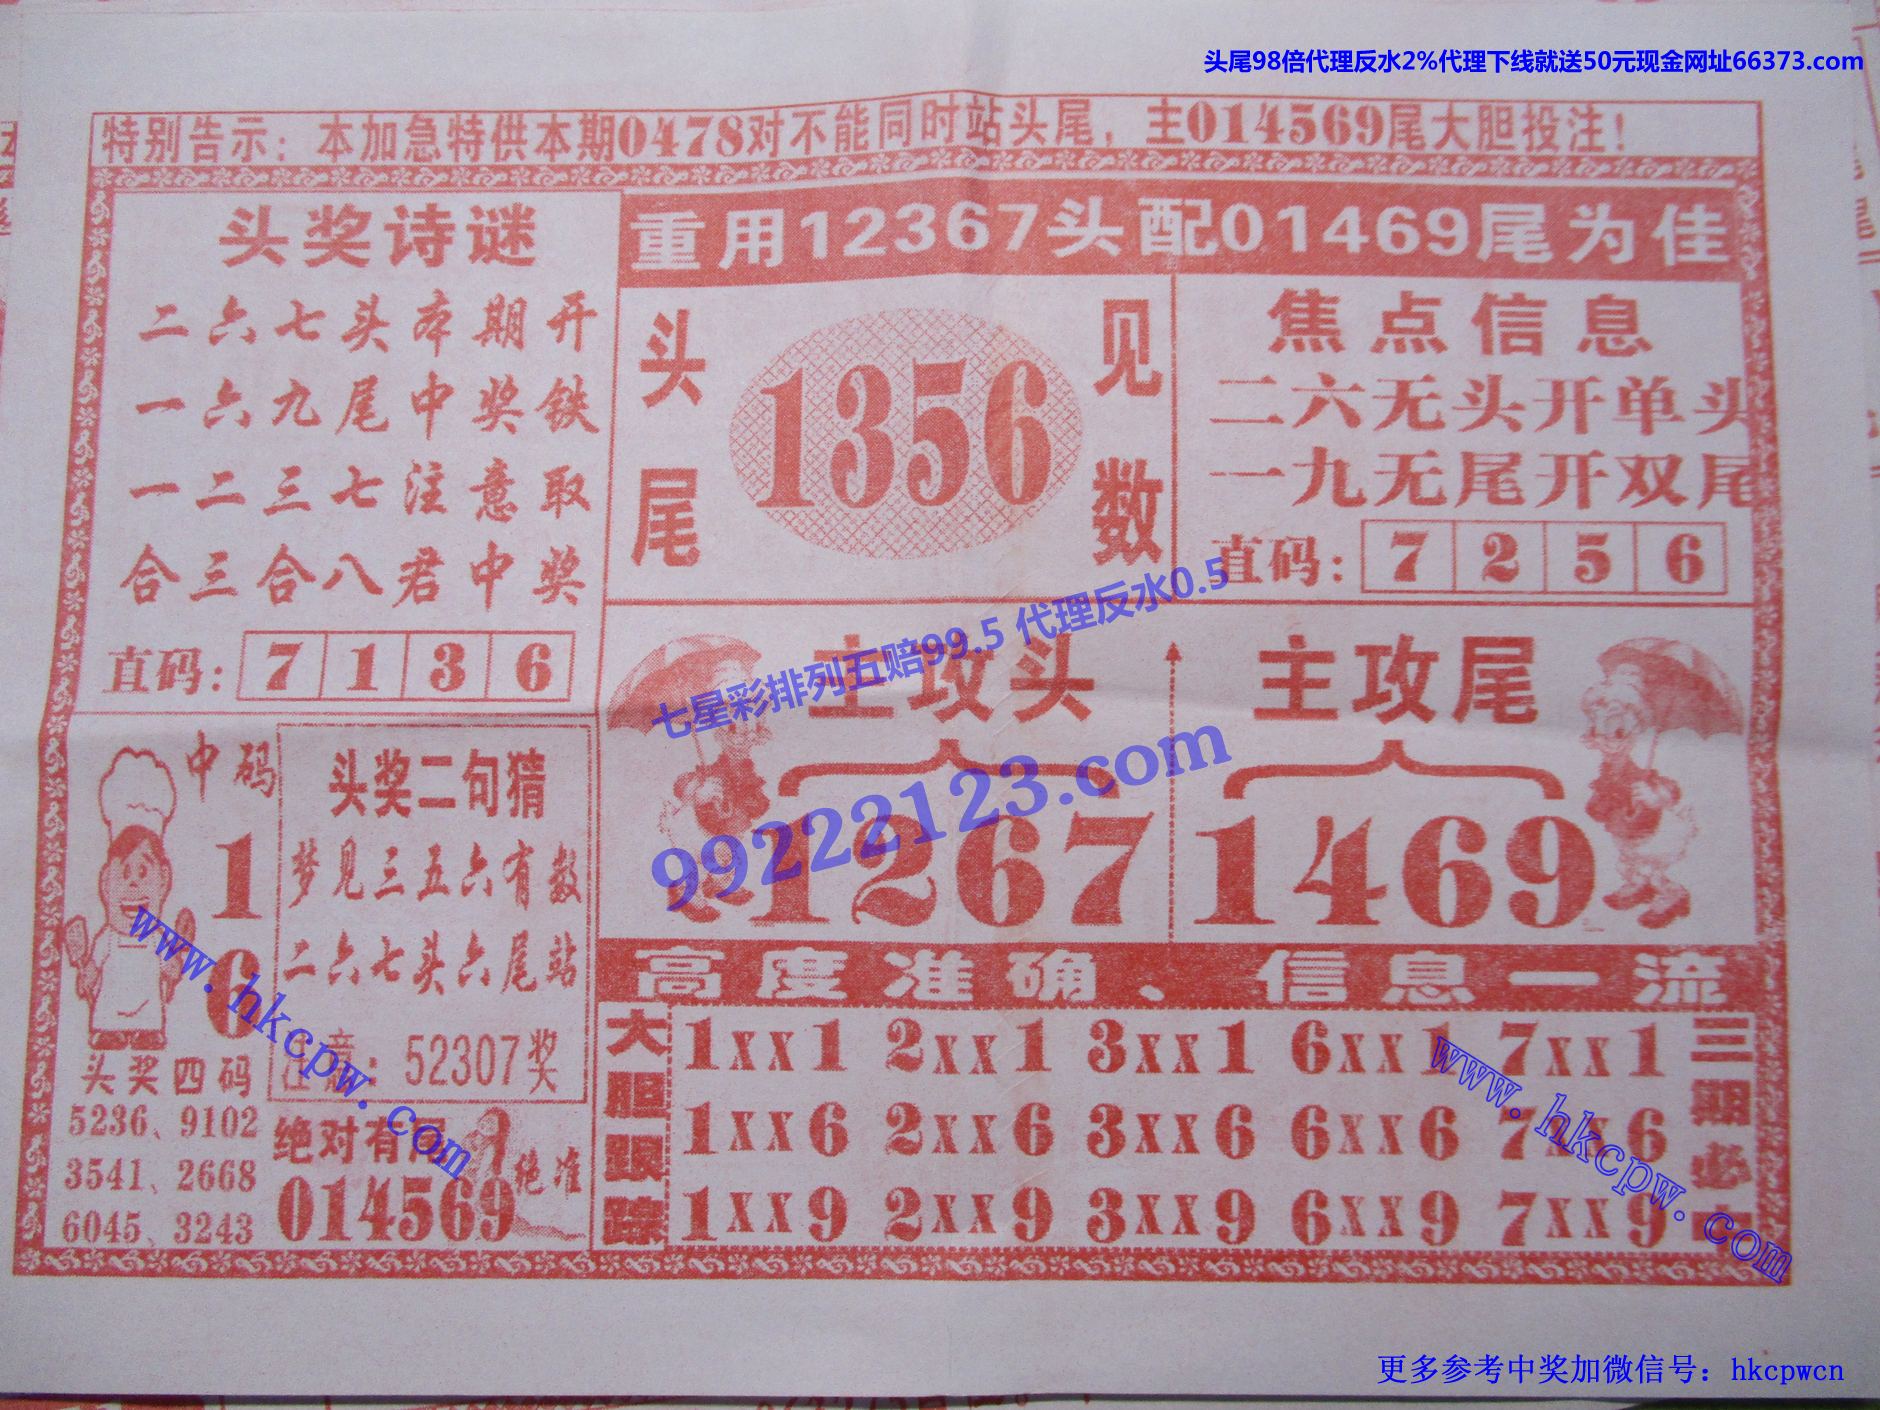 头尾98倍代理反水2%代理下线就送50元现金网址66373.com
特别告示：本加急特供本期0478对不能同时站头尾，主014569尾大胆投注！
头奖诗谜
二六七头本期开
一六九尾中奖铁
一二三七注意取
合三合八君中奖
直码：7136
重用12367头配01469尾为佳
头尾
1356
见数
焦点信息
二六无头开单头
一九无尾开双尾
直码：7256
七星彩排列五赔99.5 代理反水0.5
99222123.com
主攻头
1267
主攻尾
1469
中码
1
6
头奖四码
5236、9102
3541、2668
6045、3243
头奖二句猜
梦见三五六有数
二六七头六尾站
注意：52307奖
绝对有用
014569
绝准
www.hkcpw.com
高度准确、信息一流
大胆跟踪
1XX1 2XX1 3XX1 6XX1 7XX1
1XX6 2XX6 3XX6 6XX6 7XX6
1XX9 2XX9 3XX9 6XX9 7XX9
三期必一
www.hkcpw.com
更多参考中奖加微信号：hkcpwcn